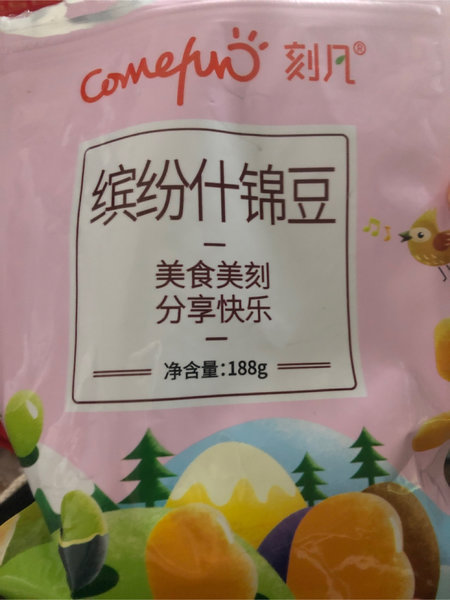 comefun 刻凡®
缤纷什锦豆
美食美刻
分享快乐
净含量:188g